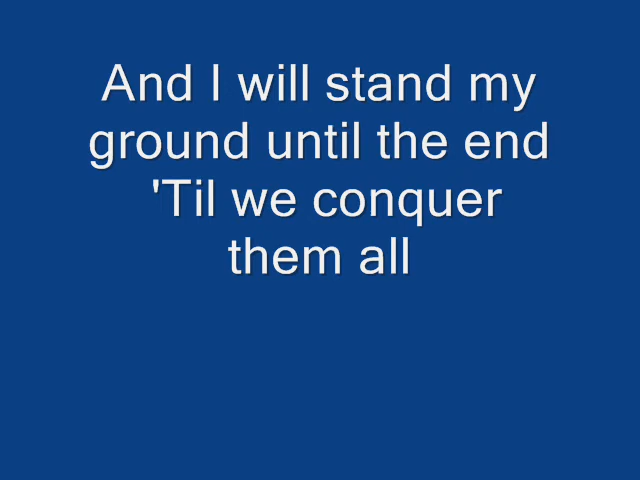 And I will stand my
ground until the end
'Til we conquer
them all